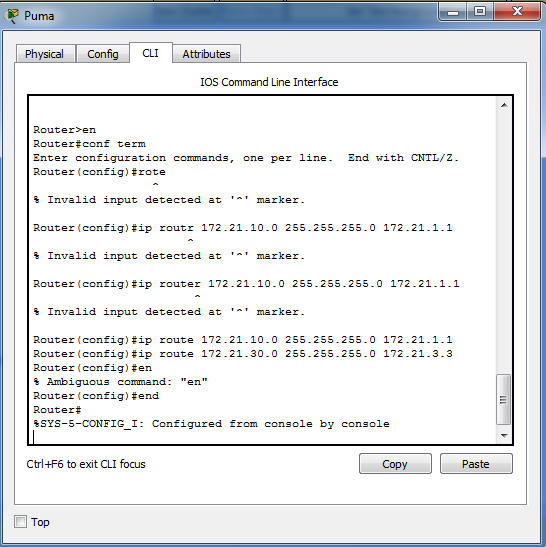 Puma
Physical Config CLI Attributes
IOS Command Line Interface
Router>en
Router#conf term
Enter configuration commands, one per line.  End with CNTL/Z.
Router(config)#rote
^
% Invalid input detected at '^' marker.
Router(config)#ip routr 172.21.10.0 255.255.255.0 172.21.1.1
^
% Invalid input detected at '^' marker.
Router(config)#ip router 172.21.10.0 255.255.255.0 172.21.1.1
^
% Invalid input detected at '^' marker.
Router(config)#ip route 172.21.10.0 255.255.255.0 172.21.1.1
Router(config)#ip route 172.21.30.0 255.255.255.0 172.21.3.3
Router(config)#en
% Ambiguous command: "en"
Router(config)#end
Router#
%SYS-5-CONFIG_I: Configured from console by console
Ctrl+F6 to exit CLI focus
Copy Paste
Top